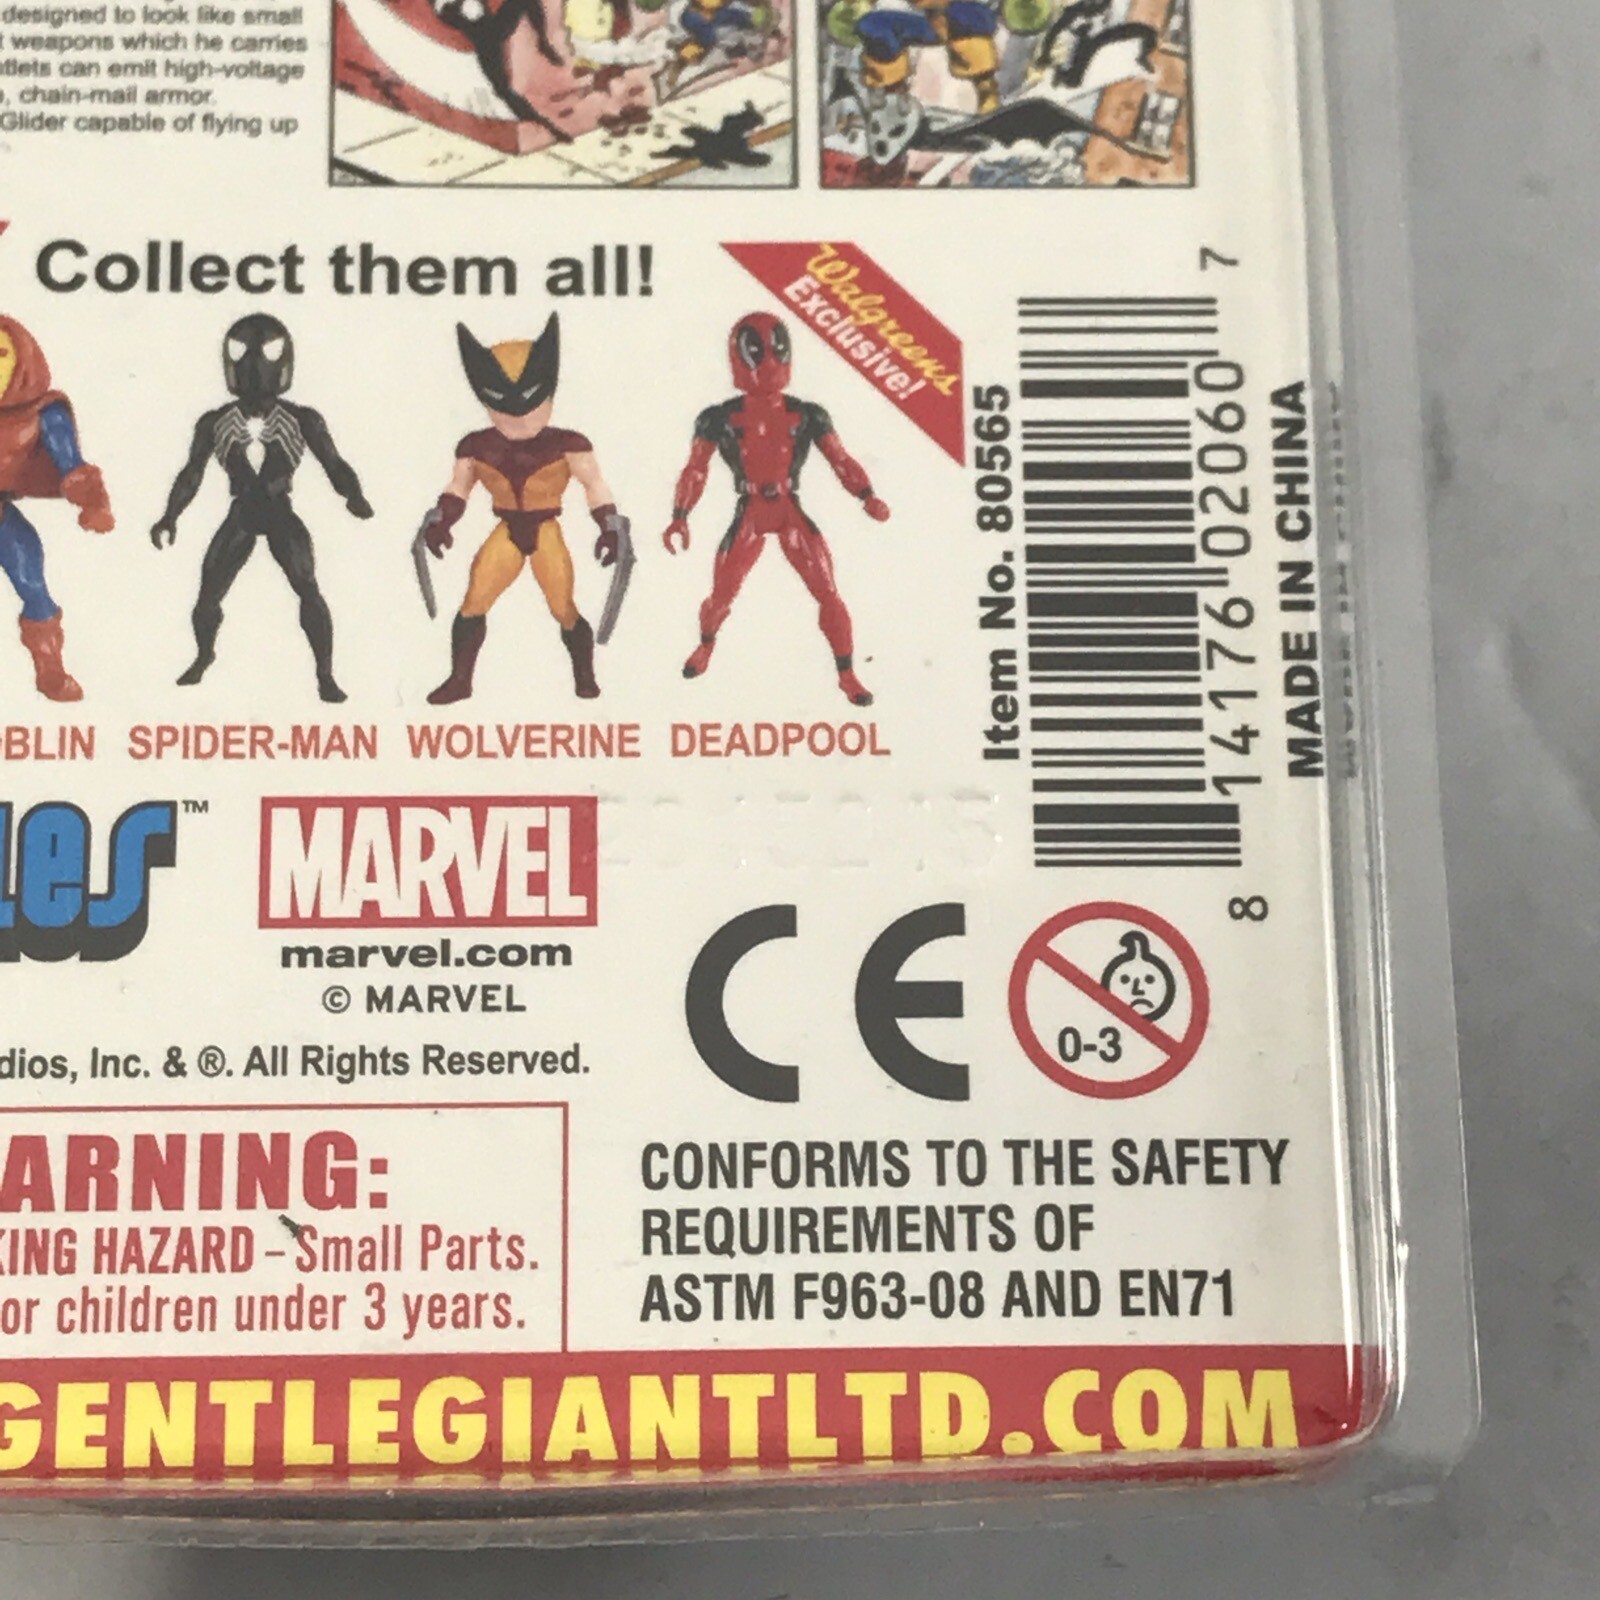 designed to look like small
weapons which he carries
can emit high-voltage
, chain-mail armor.
Glider capable of flying up
Collect them all!
Walgreens
Exclusive!
BLIN SPIDER-MAN WOLVERINE DEADPOOL
Item No. 80565
8 14176 02060 7
MADE IN CHINA
les™
MARVEL
marvel.com
© MARVEL
dios, Inc. & ®. All Rights Reserved.
CE
0-3
ARNING:
KING HAZARD – Small Parts.
or children under 3 years.
CONFORMS TO THE SAFETY
REQUIREMENTS OF
ASTM F963-08 AND EN71
GENTLEGIANTLTD.COM